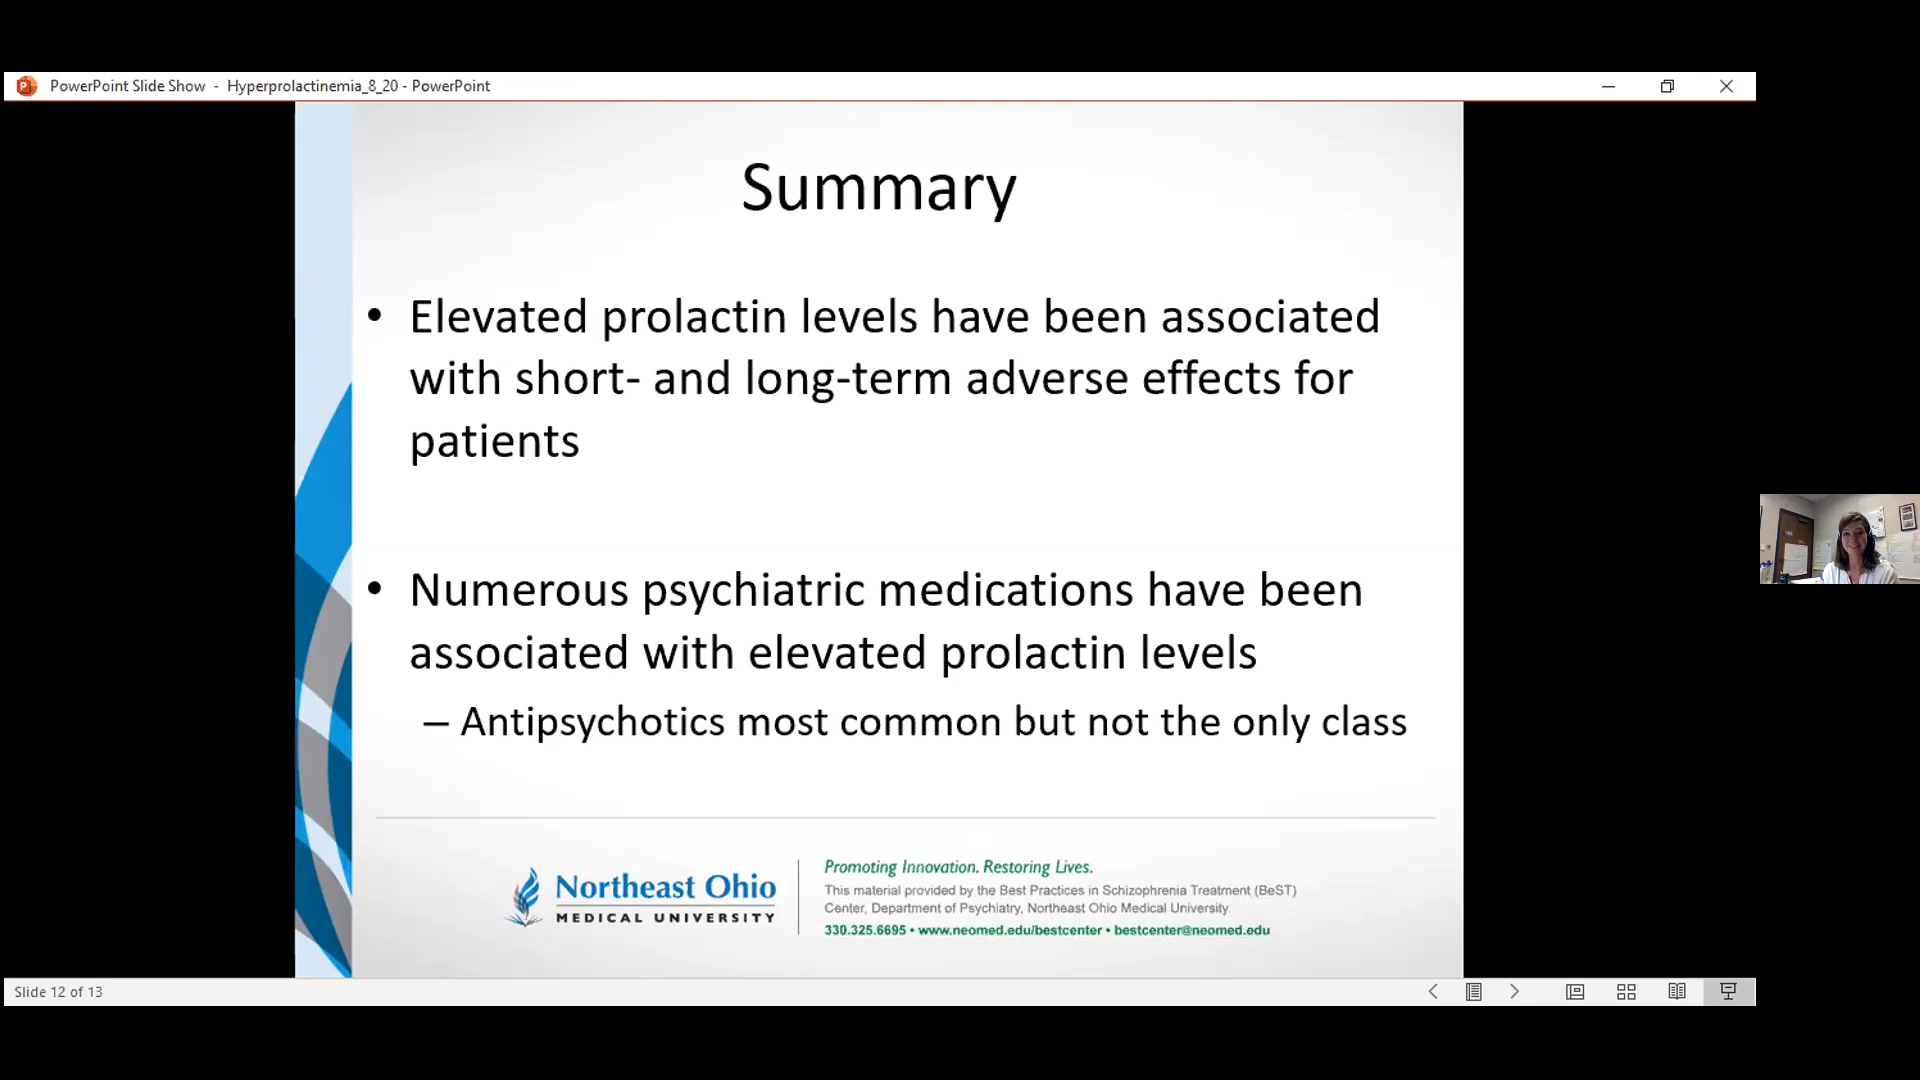 PowerPoint Slide Show - Hyperprolactinemia_8_20 - PowerPoint
Summary
• Elevated prolactin levels have been associated
with short- and long-term adverse effects for
patients
• Numerous psychiatric medications have been
associated with elevated prolactin levels
– Antipsychotics most common but not the only class
Northeast Ohio
MEDICAL UNIVERSITY
Promoting Innovation. Restoring Lives.
This material provided by the Best Practices in Schizophrenia Treatment (BeST)
Center, Department of Psychiatry, Northeast Ohio Medical University.
330.325.6695 • www.neomed.edu/bestcenter • bestcenter@neomed.edu
Slide 12 of 13